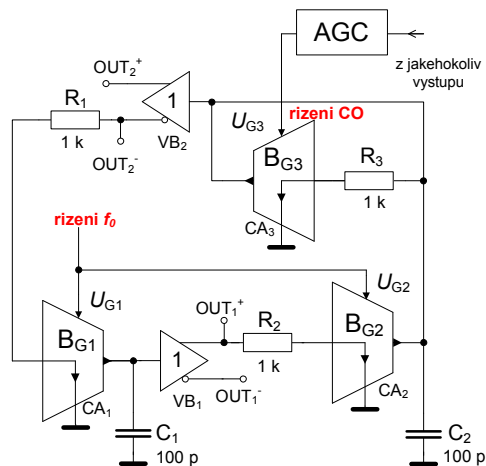 AGC
z jakehokoliv
vystupu
OUT2+
R1
1 k
1
VB2
OUT2-
UG3
rizeni CO
BG3
R3
1 k
CA3
rizeni f0
UG1
BG1
CA1
OUT1+
1
VB1
OUT1-
R2
1 k
UG2
BG2
CA2
C1
100 p
C2
100 p